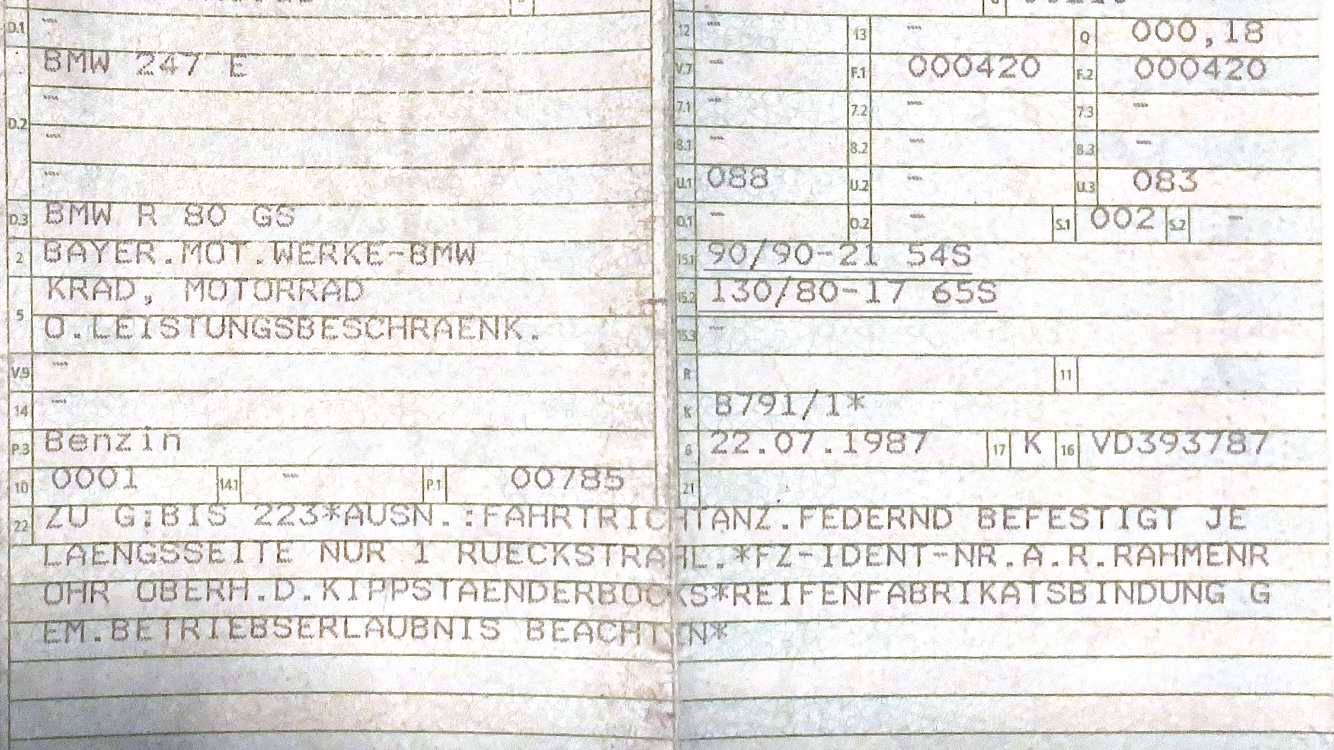 D.1 --
BMW 247 E
--
D.2 --
--
D.3 BMW R 80 GS
2 BAYER.MOT.WERKE-BMW
KRAD, MOTORRAD
5 O.LEISTUNGSBESCHRAENK.
V.9 --
14 --
P.3 Benzin
10 0001 14.1 -- P.1 00785
12 -- 13 -- Q 000,18
V.7 - F.1 000420 F.2 000420
7.1 -- 7.2 -- 7.3 --
8.1 -- 8.2 -- 8.3 --
U.1 088 U.2 -- U.3 083
O.1 - O.2 - S.1 002 S.2 -
15.1 90/90-21 54S
15.2 130/80-17 65S
15.3 --
R 11
K B791/1*
6 22.07.1987 17 K 16 VD393787
21
22 ZU G:BIS 223*AUSN.:FAHRTRICHTANZ.FEDERND BEFESTIGT JE
LAENGSSEITE NUR 1 RUECKSTRAHL.*FZ-IDENT-NR.A.R.RAHMENR
OHR OBERH.D.KIPPSTAENDERBOCKS*REIFENFABRIKATSBINDUNG G
EM.BETRIEBSERLAUBNIS BEACHTEN*